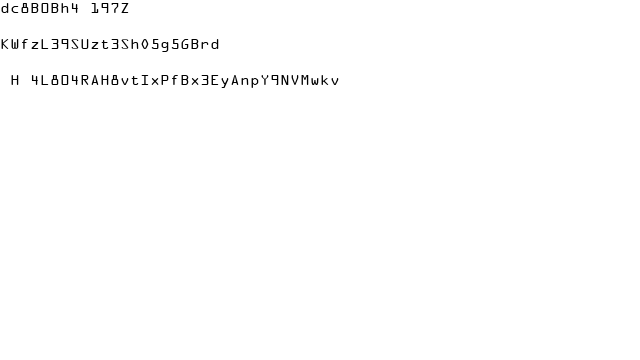 dc8B0Bh4 197Z
KWfzL39SUzt3Sh05g5GBrd
H 4L804RAH8vtIxPfBx3EyAnpY9NVMwkv